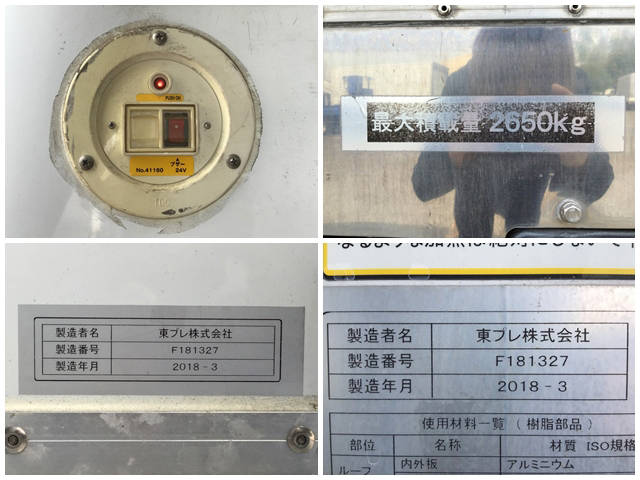 PUSH ON
No.41160 ブザー 24V
最大積載量 2650kg
製造者名 東プレ株式会社
製造番号 F181327
製造年月 2018-3
製造者名 東プレ株式会社
製造番号 F181327
製造年月 2018-3
使用材料一覧 (樹脂部品)
部位 名称 材質 ISO規格
ルーフ 内外板 アルミニウム